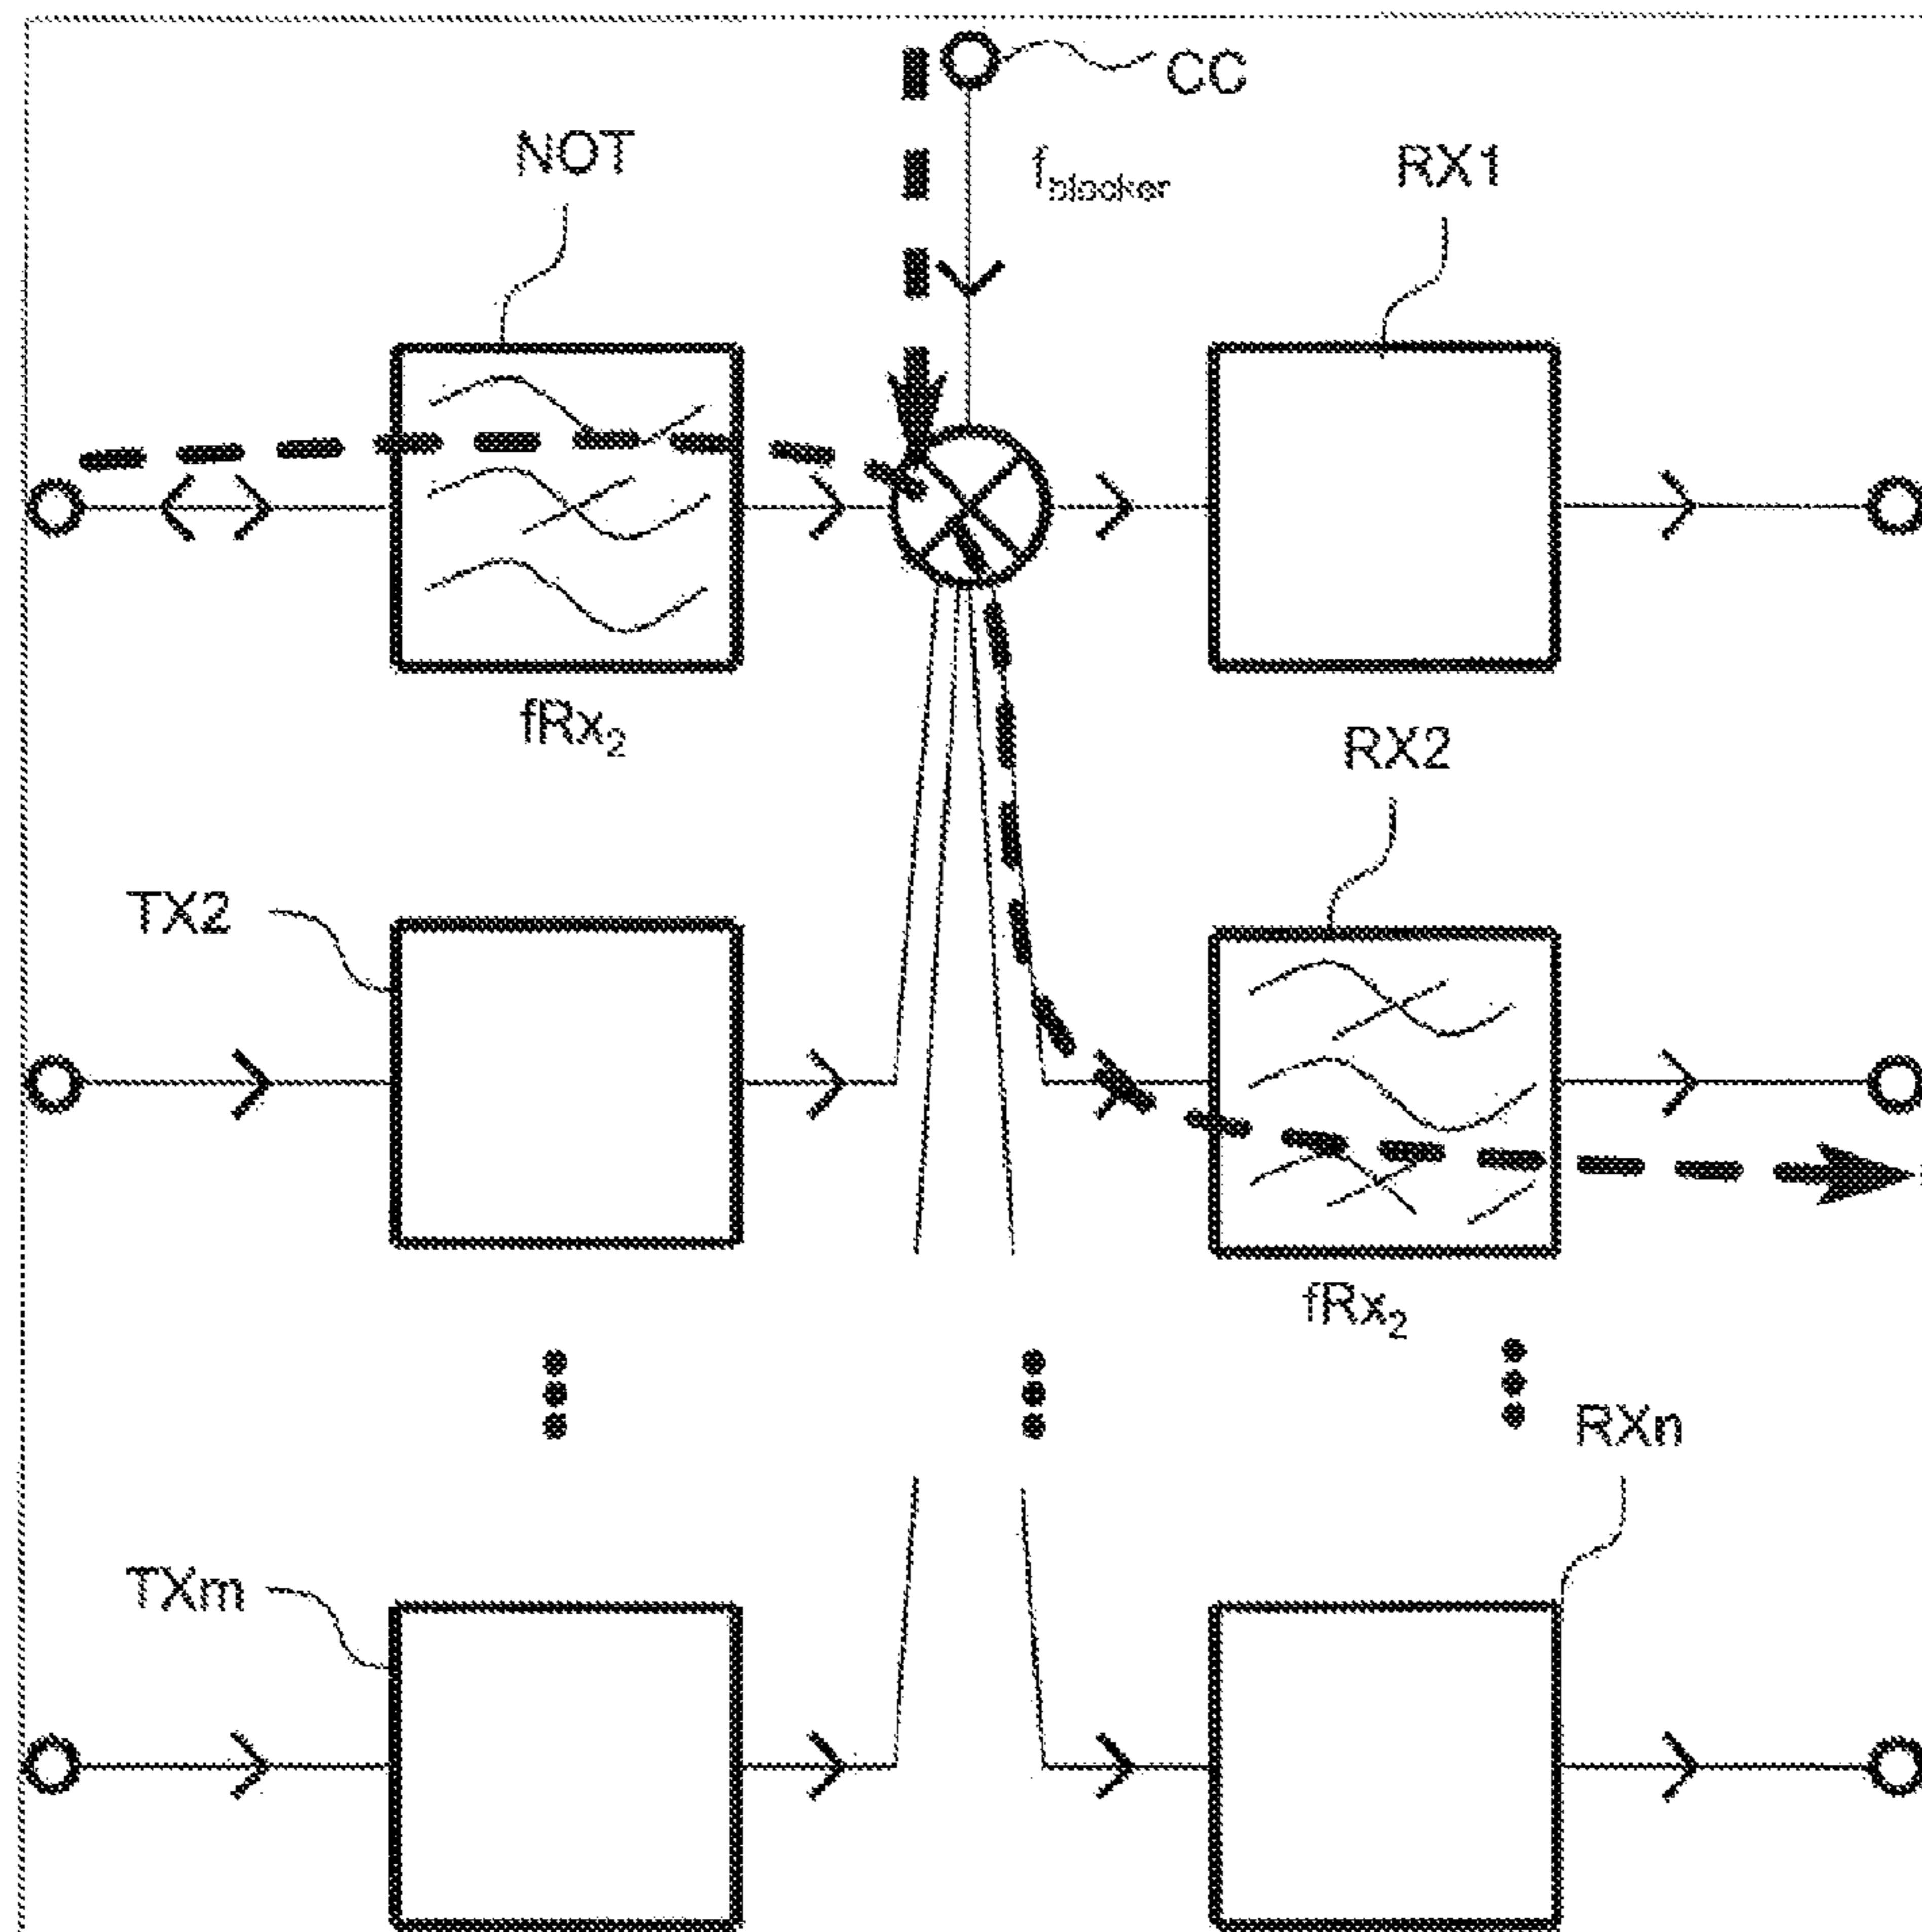 CC
NOT
f_blocker
RX1
fRx₂
RX2
TX2
fRx₂
RXn
TXm